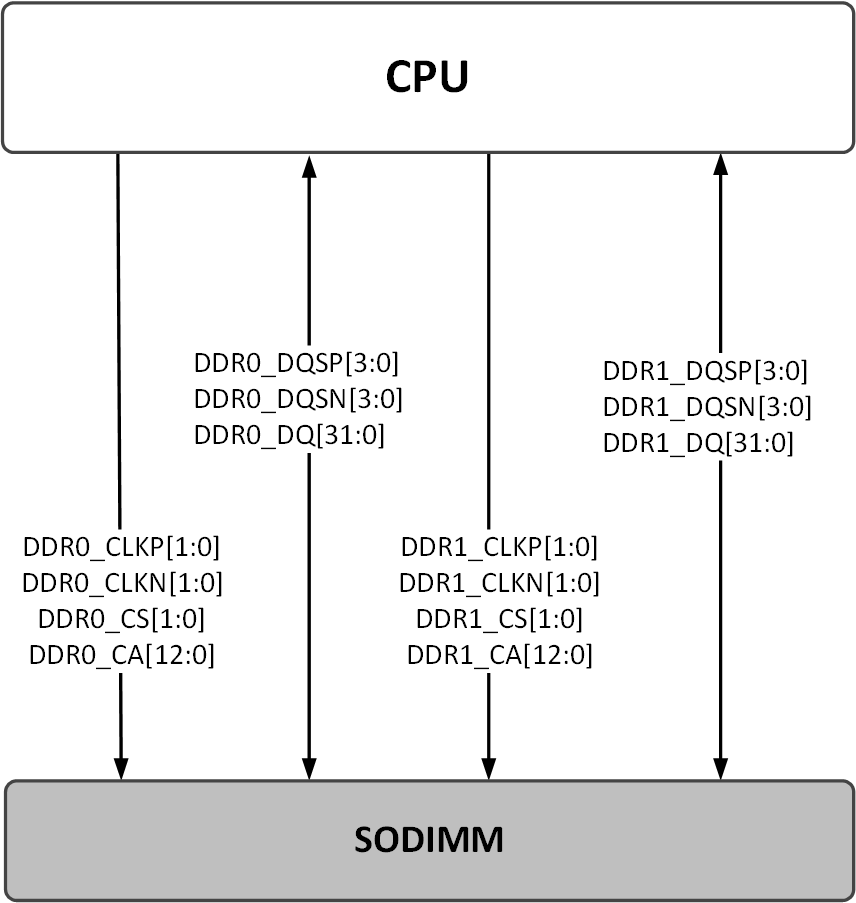 CPU
DDR0_DQSP[3:0]
DDR0_DQSN[3:0]
DDR0_DQ[31:0]
DDR1_DQSP[3:0]
DDR1_DQSN[3:0]
DDR1_DQ[31:0]
DDR0_CLKP[1:0]
DDR0_CLKN[1:0]
DDR0_CS[1:0]
DDR0_CA[12:0]
DDR1_CLKP[1:0]
DDR1_CLKN[1:0]
DDR1_CS[1:0]
DDR1_CA[12:0]
SODIMM